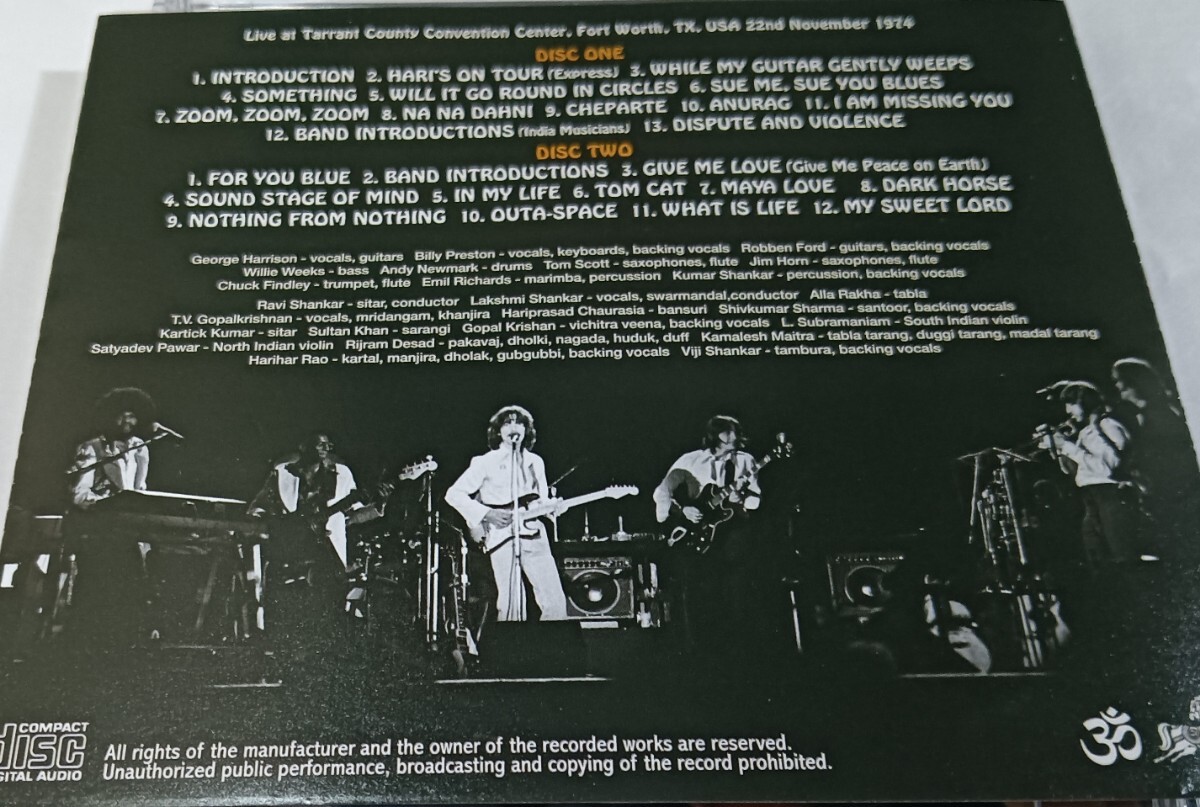 Live at Tarrant County Convention Center, Fort Worth, TX, USA 22nd November 1974
DISC ONE
1. INTRODUCTION 2. HARI'S ON TOUR (Express) 3. WHILE MY GUITAR GENTLY WEEPS
4. SOMETHING 5. WILL IT GO ROUND IN CIRCLES 6. SUE ME, SUE YOU BLUES
7. ZOOM, ZOOM, ZOOM 8. NA NA DAHNI 9. CHEPARTE 10. ANURAG 11. I AM MISSING YOU
12. BAND INTRODUCTIONS (India Musicians) 13. DISPUTE AND VIOLENCE
DISC TWO
1. FOR YOU BLUE 2. BAND INTRODUCTIONS 3. GIVE ME LOVE (Give Me Peace on Earth)
4. SOUND STAGE OF MIND 5. IN MY LIFE 6. TOM CAT 7. MAYA LOVE 8. DARK HORSE
9. NOTHING FROM NOTHING 10. OUTA-SPACE 11. WHAT IS LIFE 12. MY SWEET LORD
George Harrison - vocals, guitars Billy Preston - vocals, keyboards, backing vocals Robben Ford - guitars, backing vocals
Willie Weeks - bass Andy Newmark - drums Tom Scott - saxophones, flute Jim Horn - saxophones, flute
Chuck Findley - trumpet, flute Emil Richards - marimba, percussion Kumar Shankar - percussion, backing vocals
Ravi Shankar - sitar, conductor Lakshmi Shankar - vocals, swarmandal,conductor Alla Rakha - tabla
T.V. Gopalkrishnan - vocals, mridangam, khanjira Hariprasad Chaurasia - bansuri Shivkumar Sharma - santoor, backing vocals
Kartick Kumar - sitar Sultan Khan - sarangi Gopal Krishan - vichitra veena, backing vocals L. Subramaniam - South Indian violin
Satyadev Pawar - North Indian violin Rijram Desad - pakavaj, dholki, nagada, huduk, duff Kamalesh Maitra - tabla tarang, duggi tarang, madal tarang
Harihar Rao - kartal, manjira, dholak, gubgubbi, backing vocals Viji Shankar - tambura, backing vocals
COMPACT
disc
DIGITAL AUDIO
All rights of the manufacturer and the owner of the recorded works are reserved.
Unauthorized public performance, broadcasting and copying of the record prohibited.
ॐ